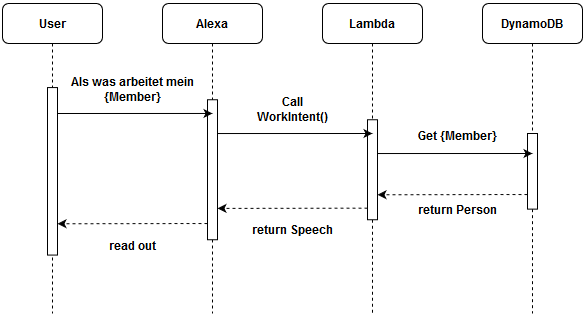 User
Alexa
Lambda
DynamoDB
Als was arbeitet mein
{Member}
Call
WorkIntent()
Get {Member}
return Person
return Speech
read out